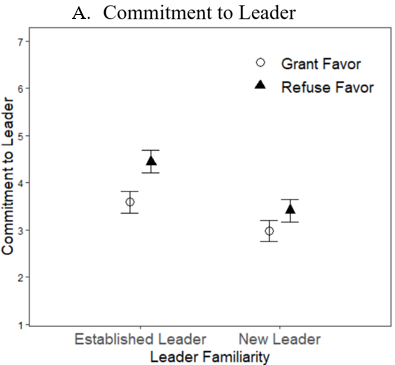 A. Commitment to Leader
7
6
5
4
3
2
1
Commitment to Leader
Grant Favor
Refuse Favor
Established Leader
New Leader
Leader Familiarity